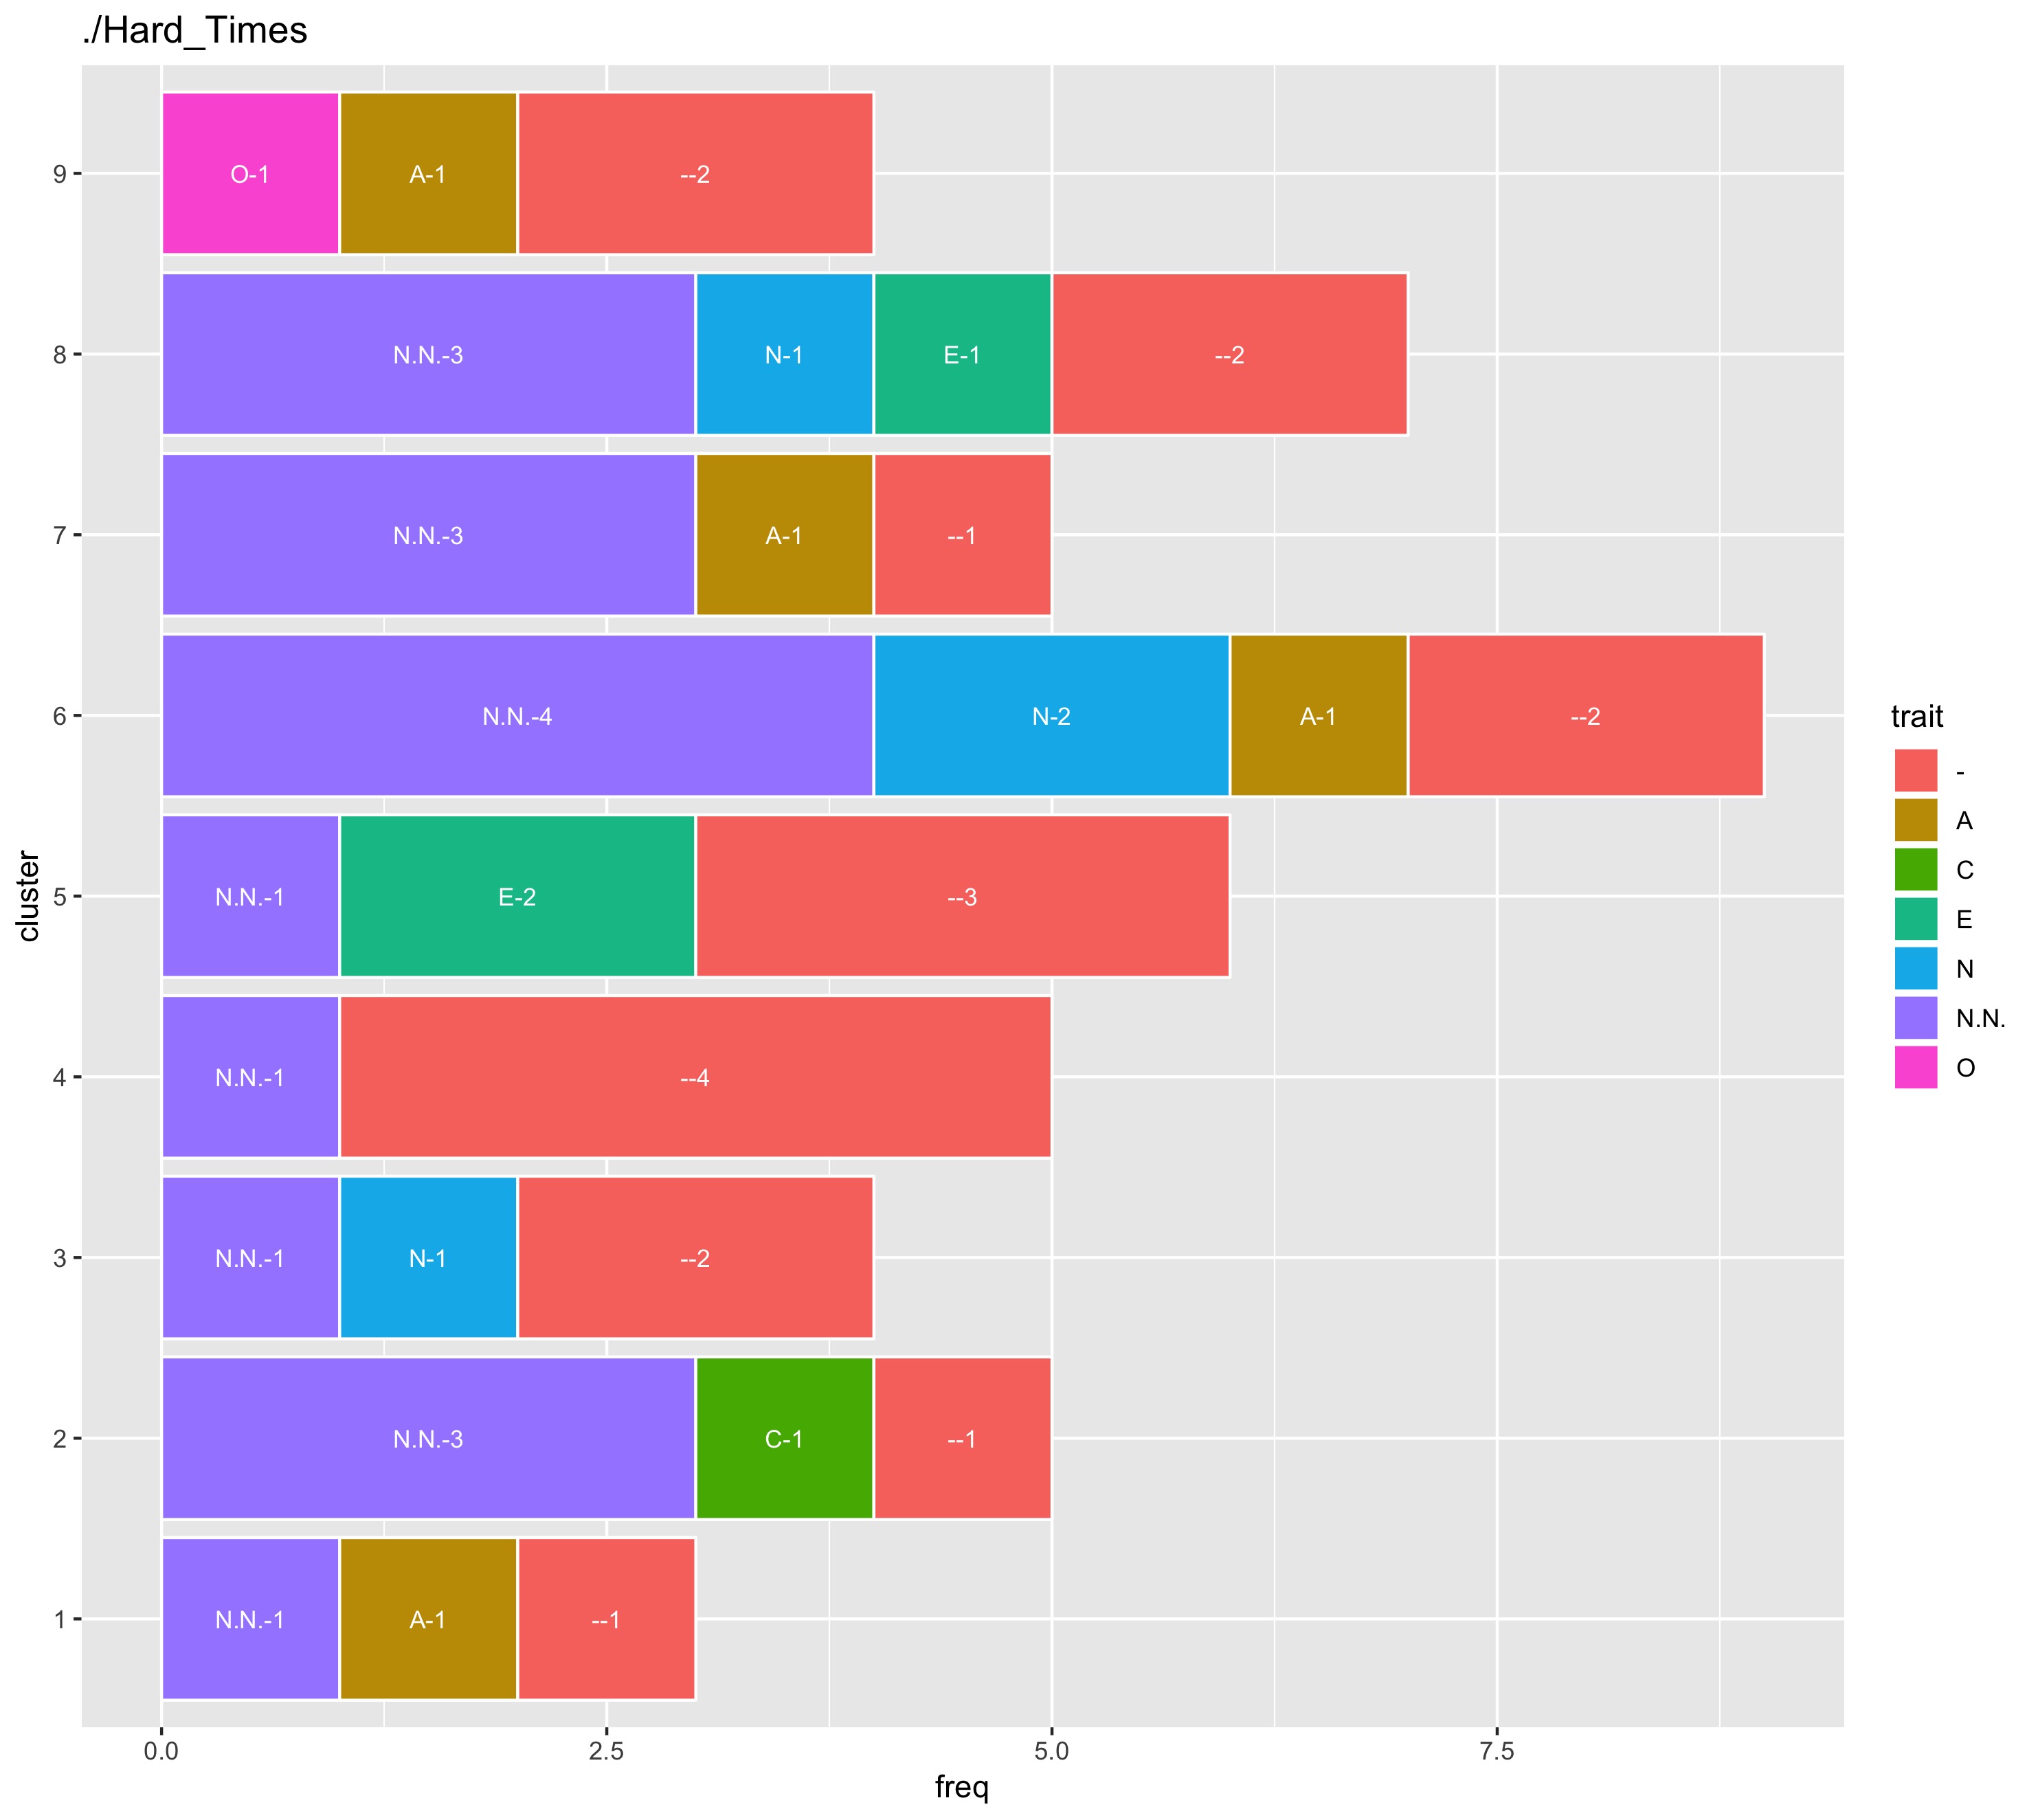 ./Hard_Times
9
O-1 A-1 --2
8
N.N.-3 N-1 E-1 --2
7
N.N.-3 A-1 --1
6
N.N.-4 N-2 A-1 --2
5
N.N.-1 E-2 --3
4
N.N.-1 --4
3
N.N.-1 N-1 --2
2
N.N.-3 C-1 --1
1
N.N.-1 A-1 --1
cluster
0.0 2.5 5.0 7.5
freq
trait
-
A
C
E
N
N.N.
O